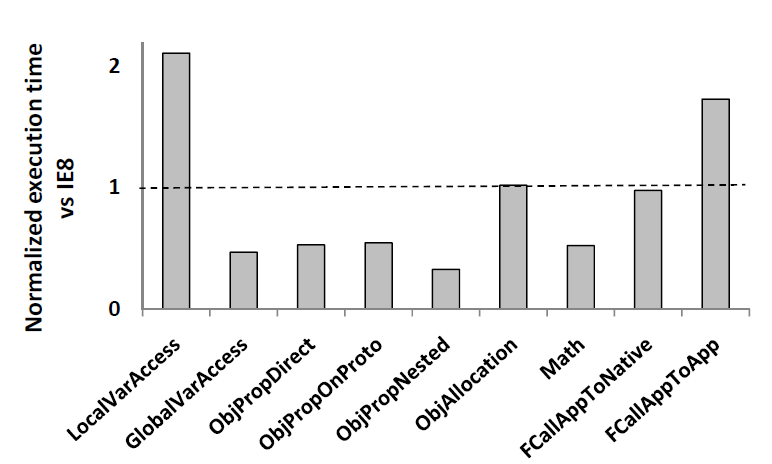 Normalized execution time
vs IE8
2
1
0
LocalVarAccess
GlobalVarAccess
ObjPropDirect
ObjPropOnProto
ObjPropNested
ObjAllocation
Math
FCallAppToNative
FCallAppToApp